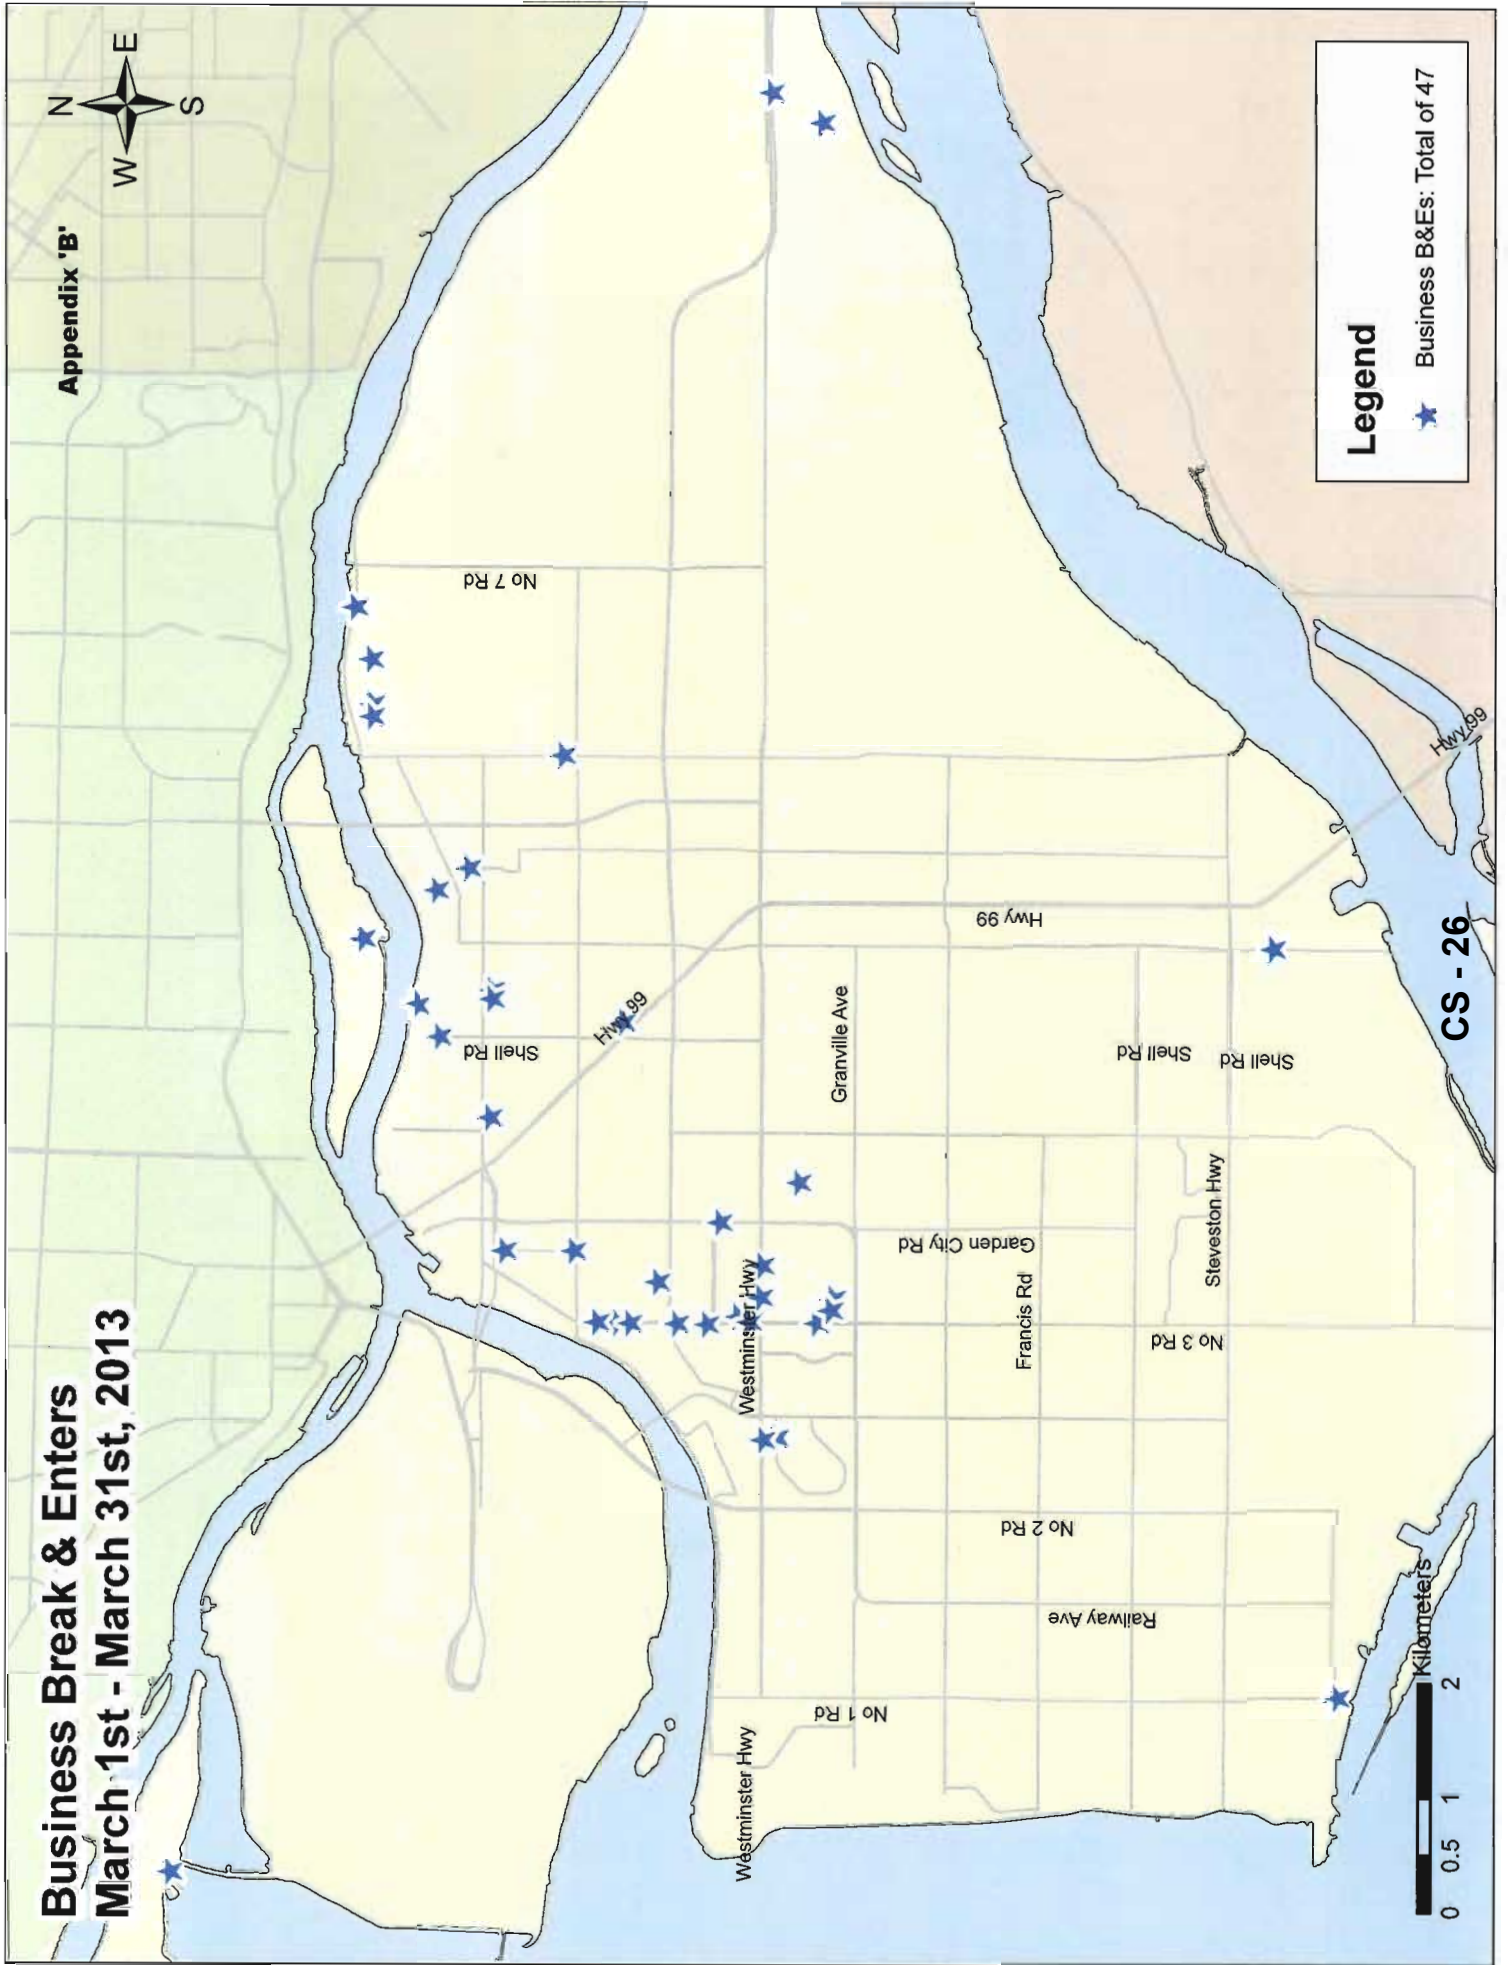 Business Break & Enters
March 1st - March 31st, 2013
Appendix 'B'
N
W
E
S
No 7 Rd
Hwy 99
Shell Rd
Hwy 99
Granville Ave
Shell Rd
Shell Rd
Garden City Rd
Westminster Hwy
Francis Rd
Steveston Hwy
No 3 Rd
No 2 Rd
Railway Ave
No 1 Rd
Westminster Hwy
Hwy 99
Kilometers
0 0.5 1 2
Legend
Business B&Es: Total of 47
CS - 26